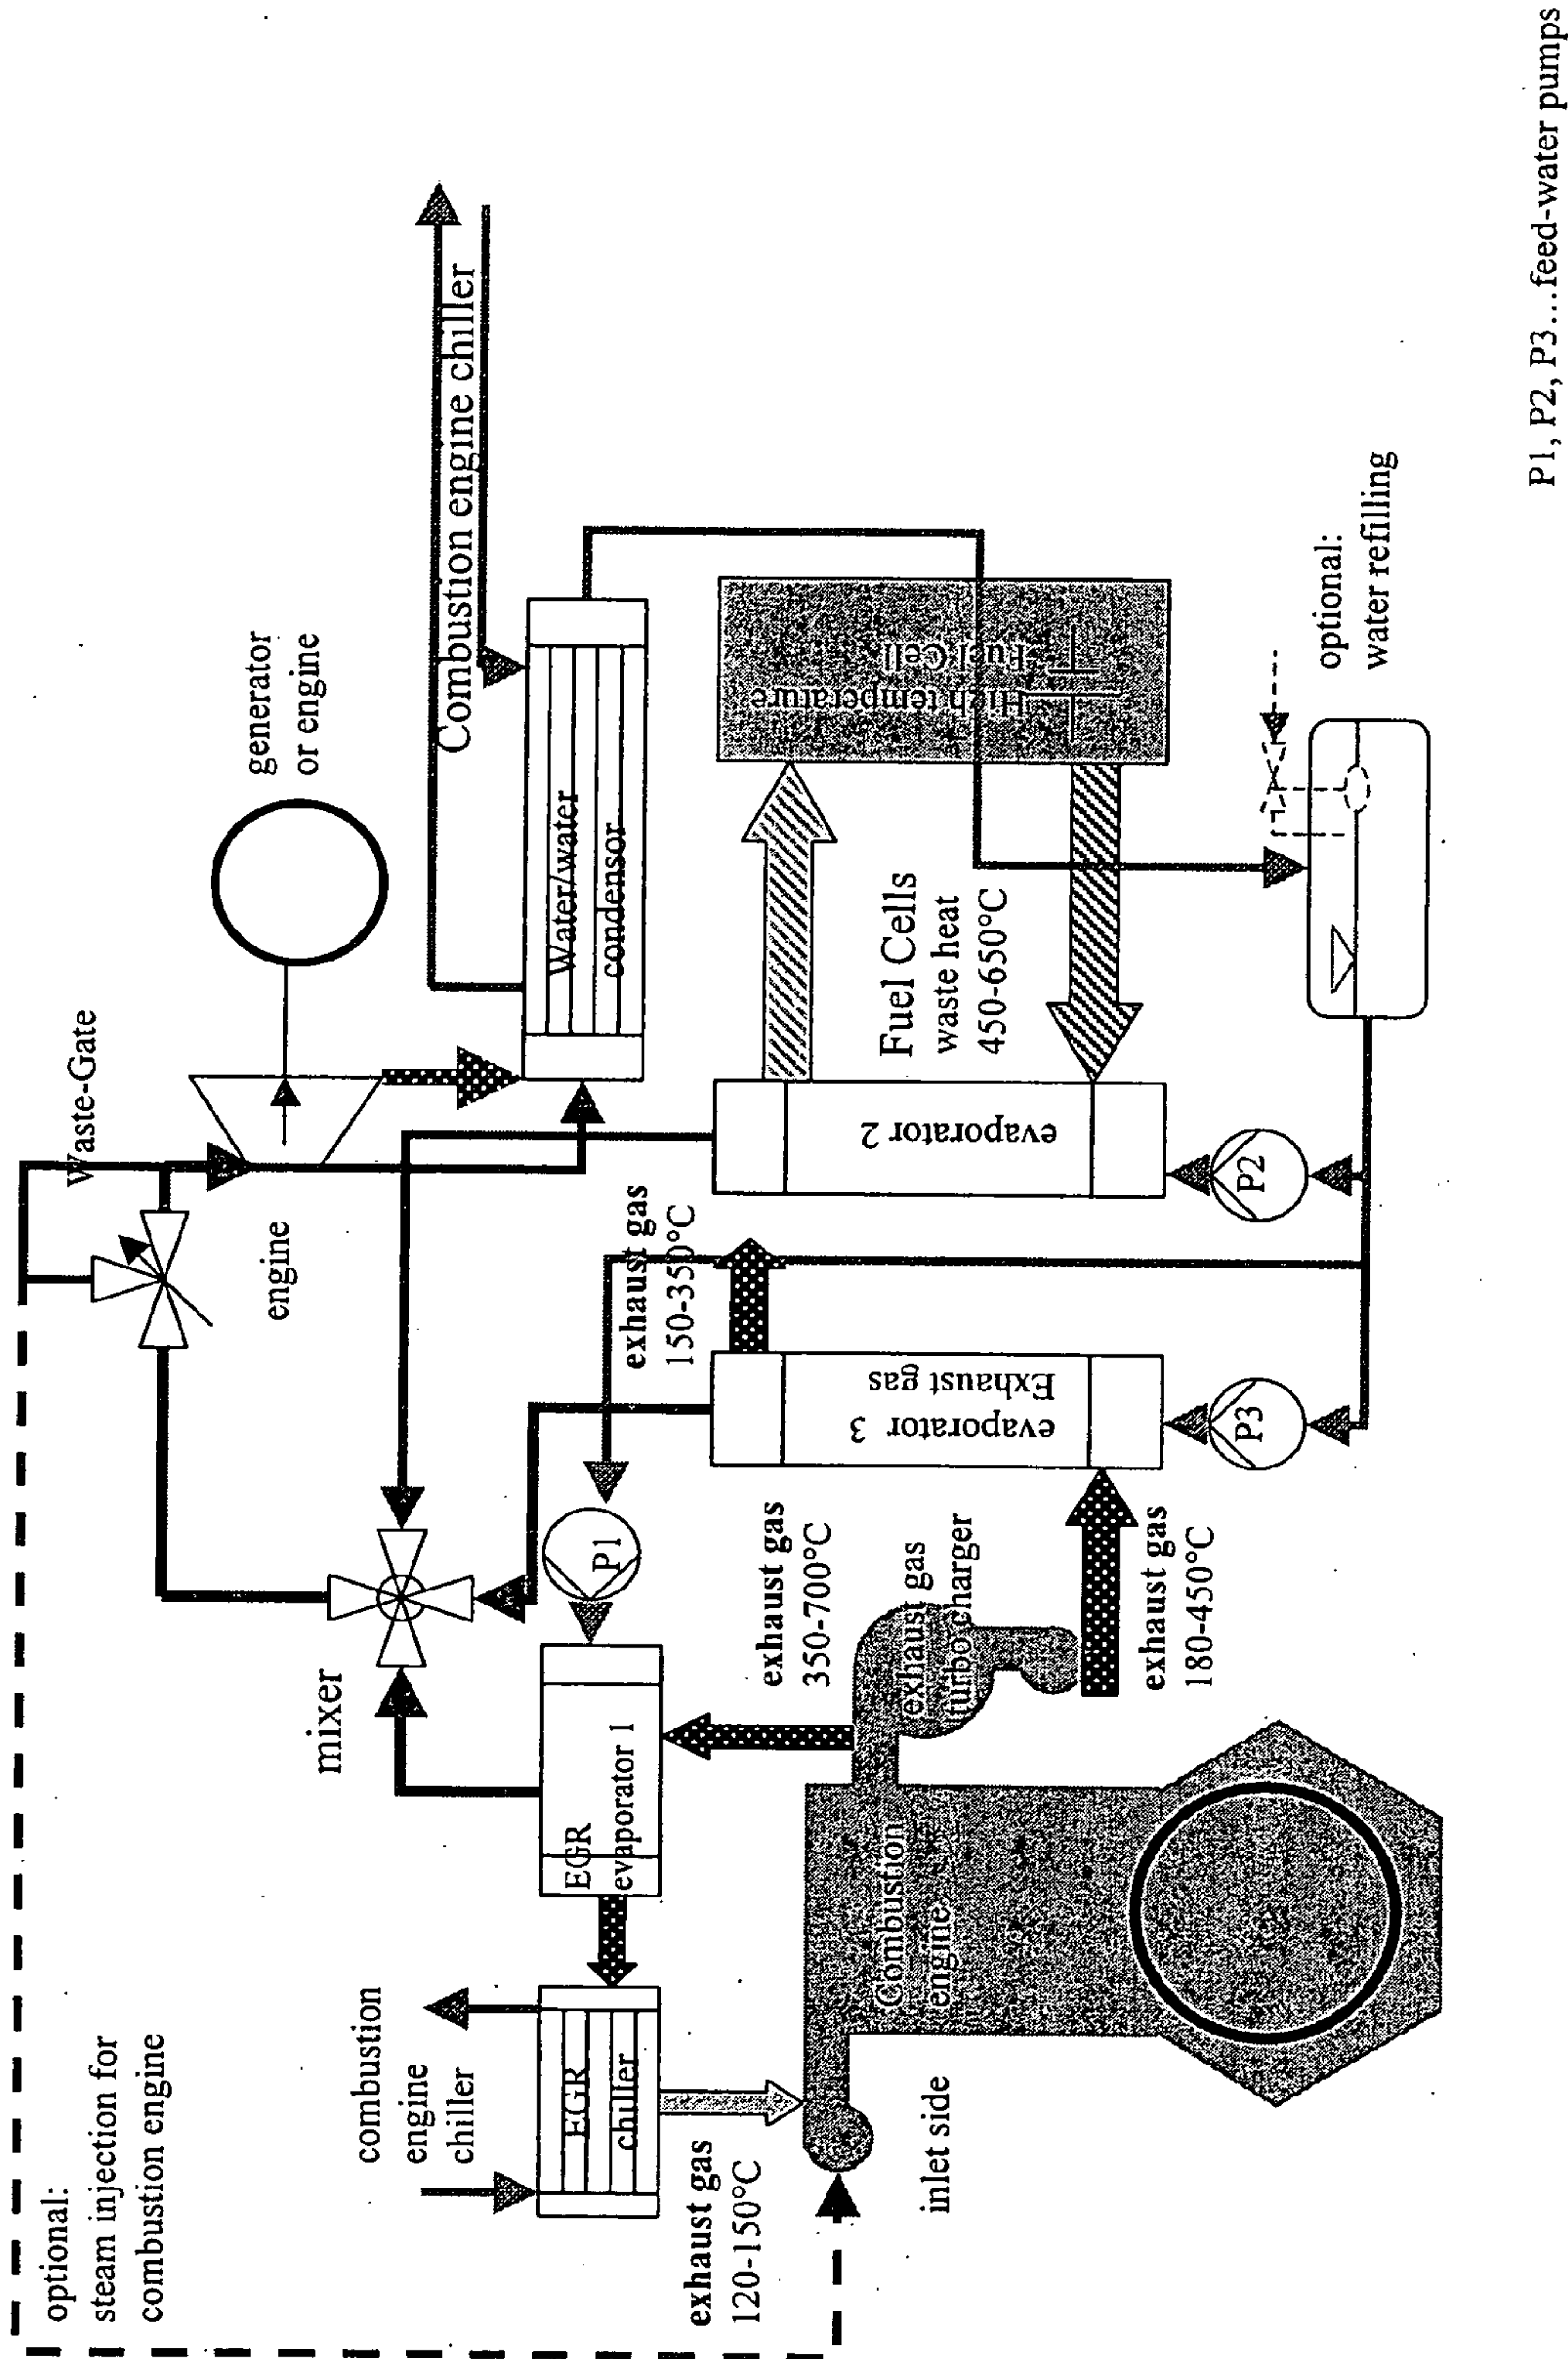 optional:
steam injection for
combustion engine
Waste-Gate
engine
generator
or engine
mixer
Combustion engine chiller
combustion
engine
chiller
Water/water
condensor
EGR
chiller
EGR
evaporator 1
P1
exhaust gas
120-150°C
exhaust gas
350-700°C
exhaust gas
150-350°C
evaporator 3
Exhaust gas
evaporator 2
Fuel Cells
waste heat
450-650°C
High temperature
Fuel Cell
inlet side
Combustion
engine
exhaust gas
turbo charger
exhaust gas
180-450°C
P3
P2
optional:
water refilling
P1, P2, P3...feed-water pumps